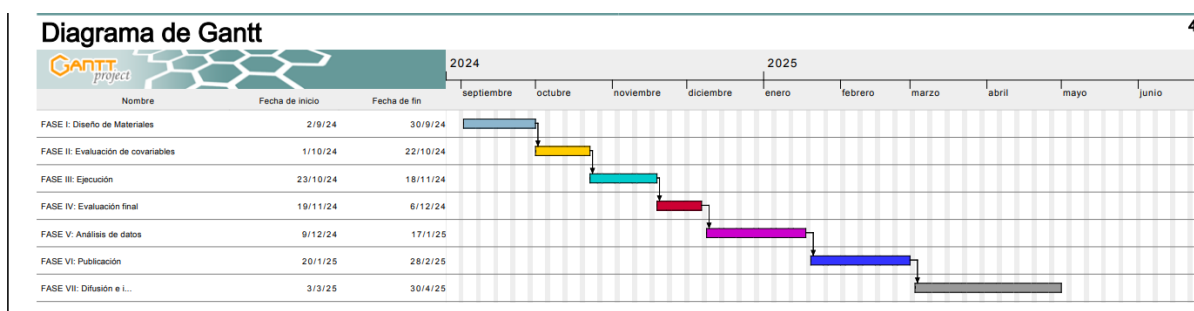 Diagrama de Gantt 4
GANTT
project
2024 2025
septiembre octubre noviembre diciembre enero febrero marzo abril mayo junio
Nombre Fecha de inicio Fecha de fin
FASE I: Diseño de Materiales 2/9/24 30/9/24
FASE II: Evaluación de covariables 1/10/24 22/10/24
FASE III: Ejecución 23/10/24 18/11/24
FASE IV: Evaluación final 19/11/24 6/12/24
FASE V: Análisis de datos 9/12/24 17/1/25
FASE VI: Publicación 20/1/25 28/2/25
FASE VII: Difusión e i... 3/3/25 30/4/25